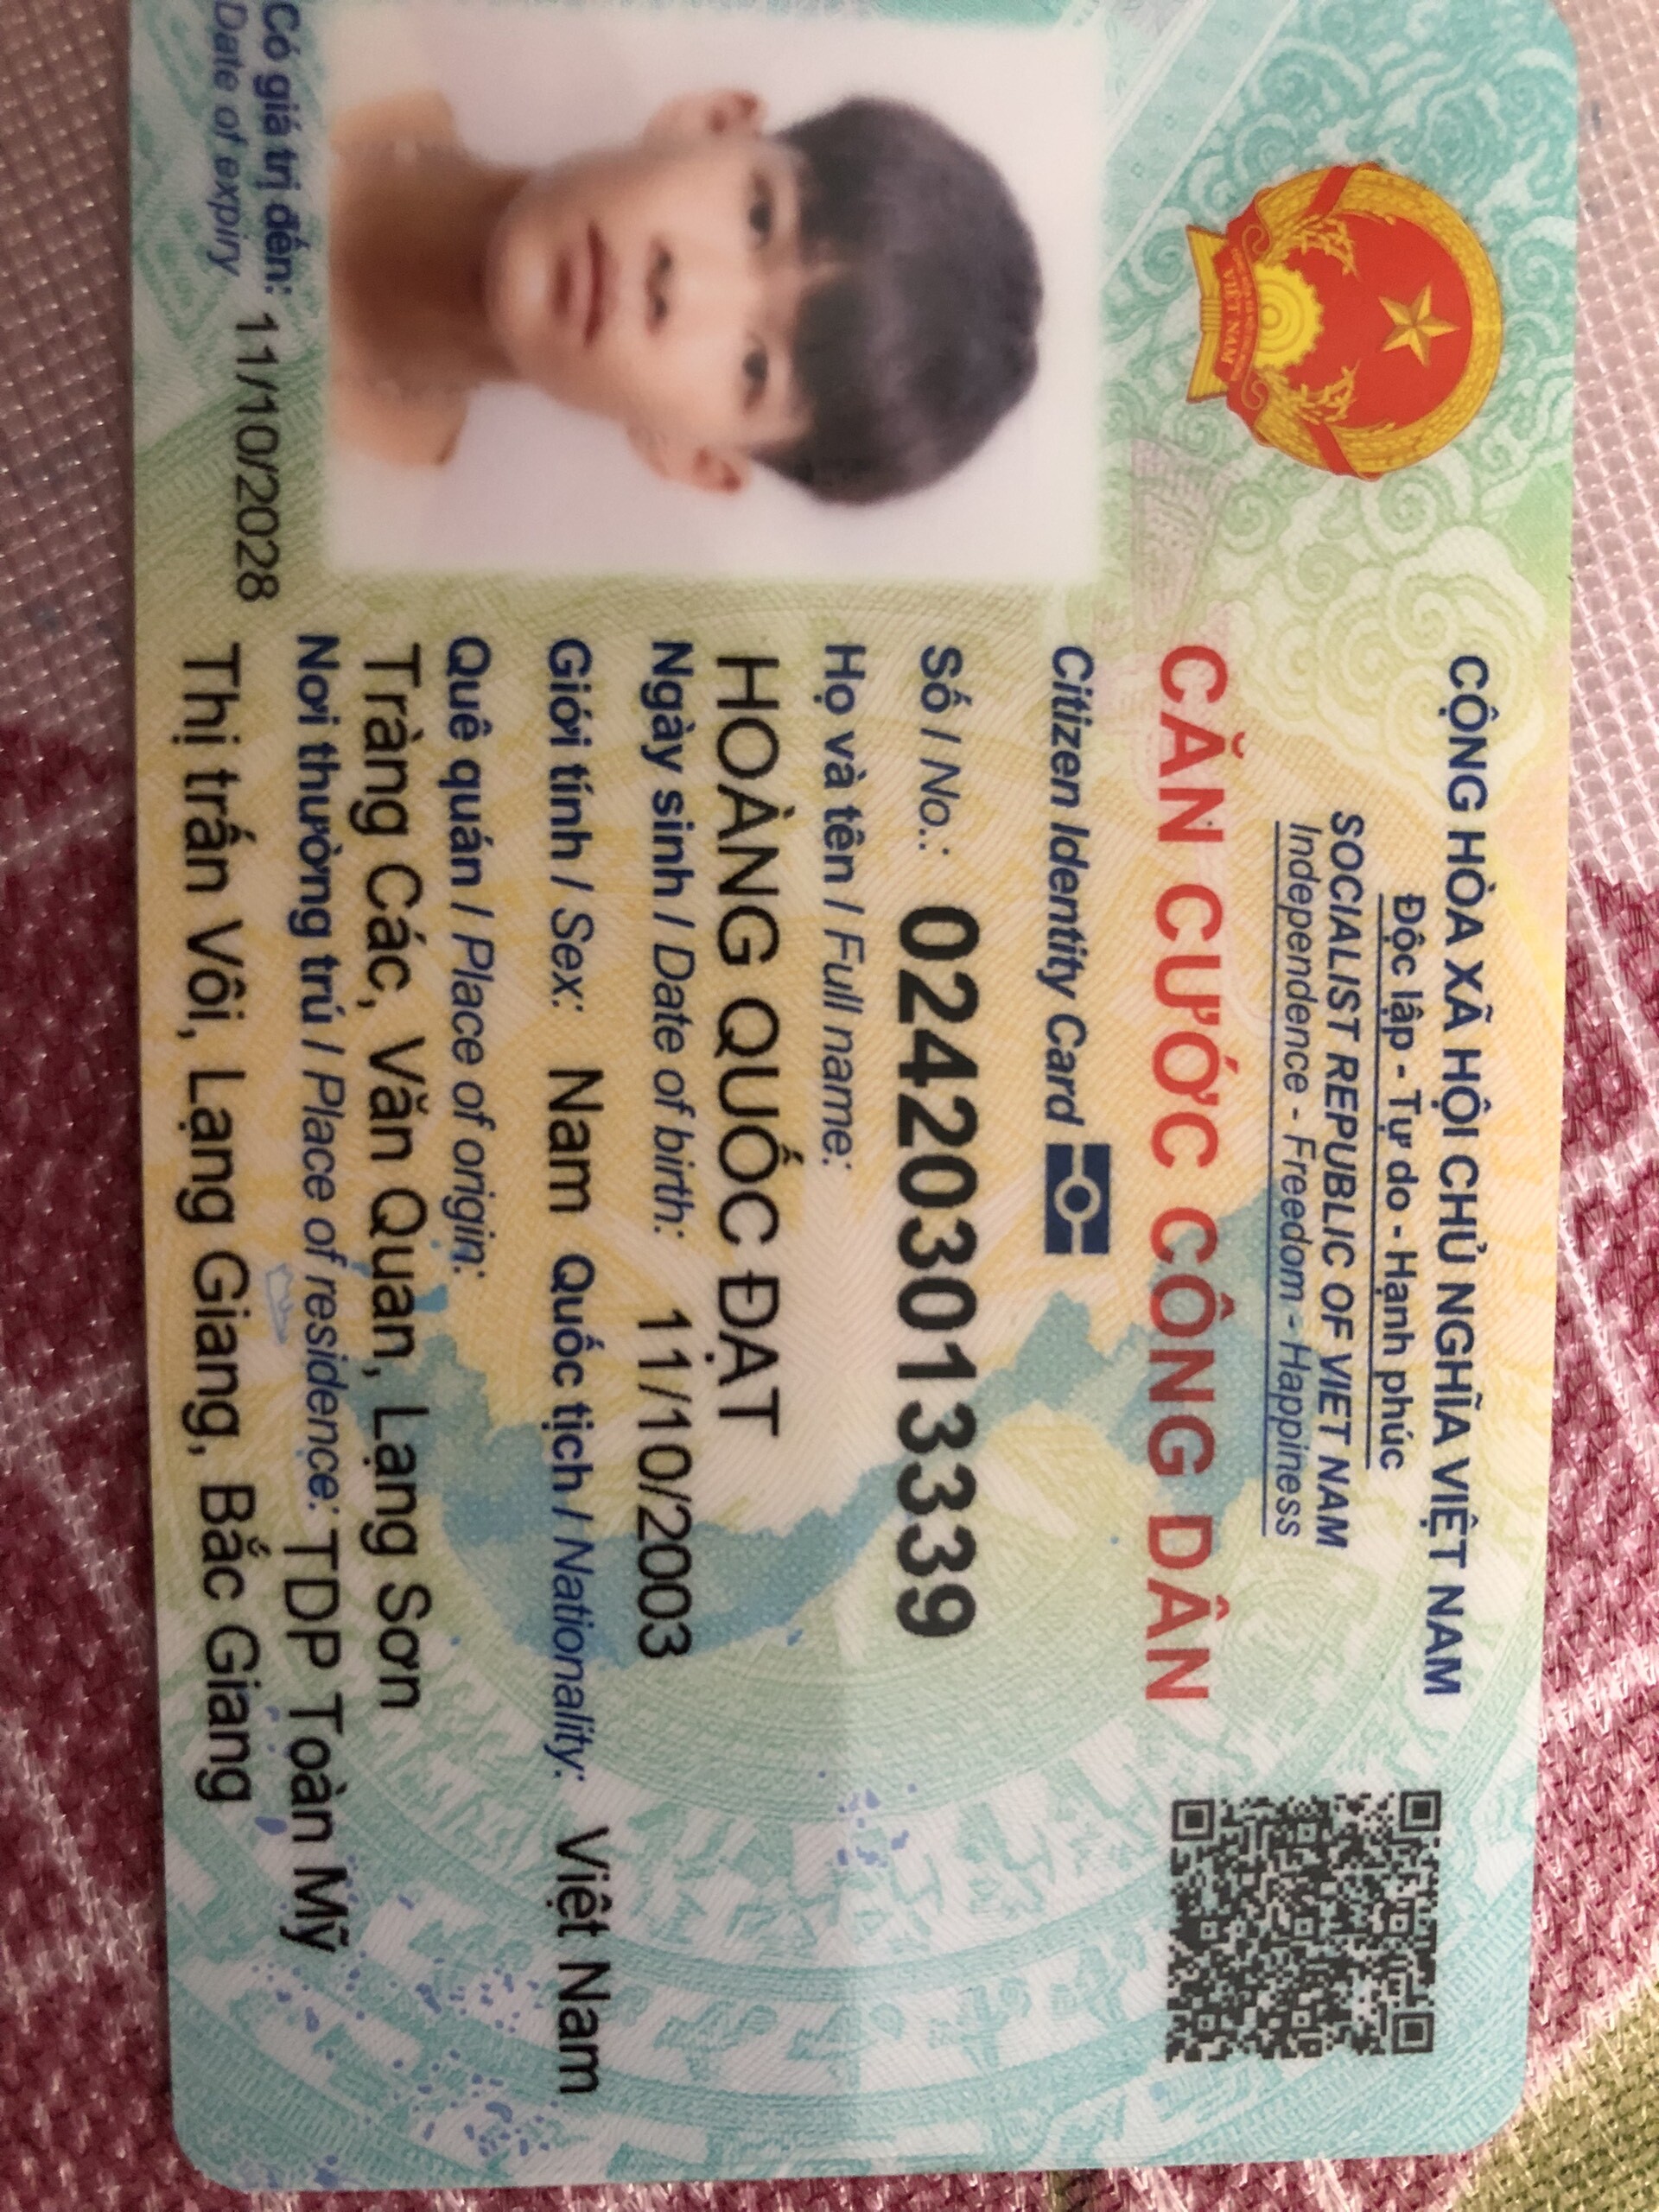 CỘNG HÒA XÃ HỘI CHỦ NGHĨA VIỆT NAM
Độc lập - Tự do - Hạnh phúc
SOCIALIST REPUBLIC OF VIET NAM
Independence - Freedom - Happiness
CĂN CƯỚC CÔNG DÂN
Citizen Identity Card
Số / No.: 024203013339
Họ và tên / Full name:
HOÀNG QUỐC ĐẠT
Ngày sinh / Date of birth: 11/10/2003
Giới tính / Sex: Nam Quốc tịch / Nationality: Việt Nam
Quê quán / Place of origin:
Tràng Các, Văn Quan, Lạng Sơn
Nơi thường trú / Place of residence: TDP Toàn Mỹ
Thị trấn Vôi, Lạng Giang, Bắc Giang
Có giá trị đến: 11/10/2028
Date of expiry
VIỆT NAM